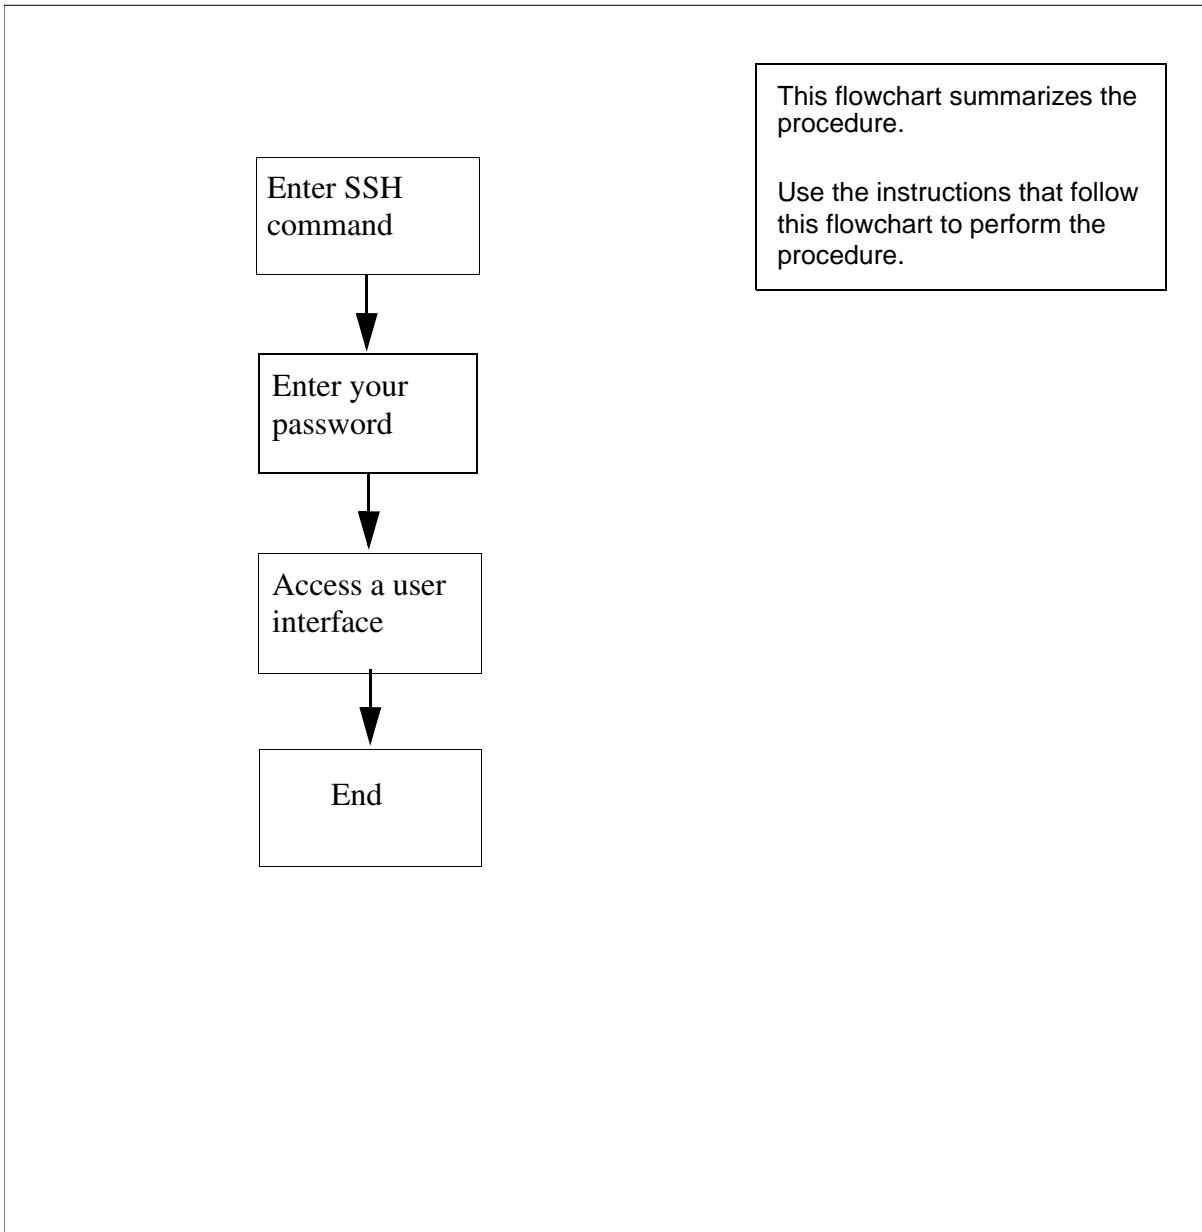 This flowchart summarizes the
procedure.
Use the instructions that follow
this flowchart to perform the
procedure.
Enter SSH
command
Enter your
password
Access a user
interface
End